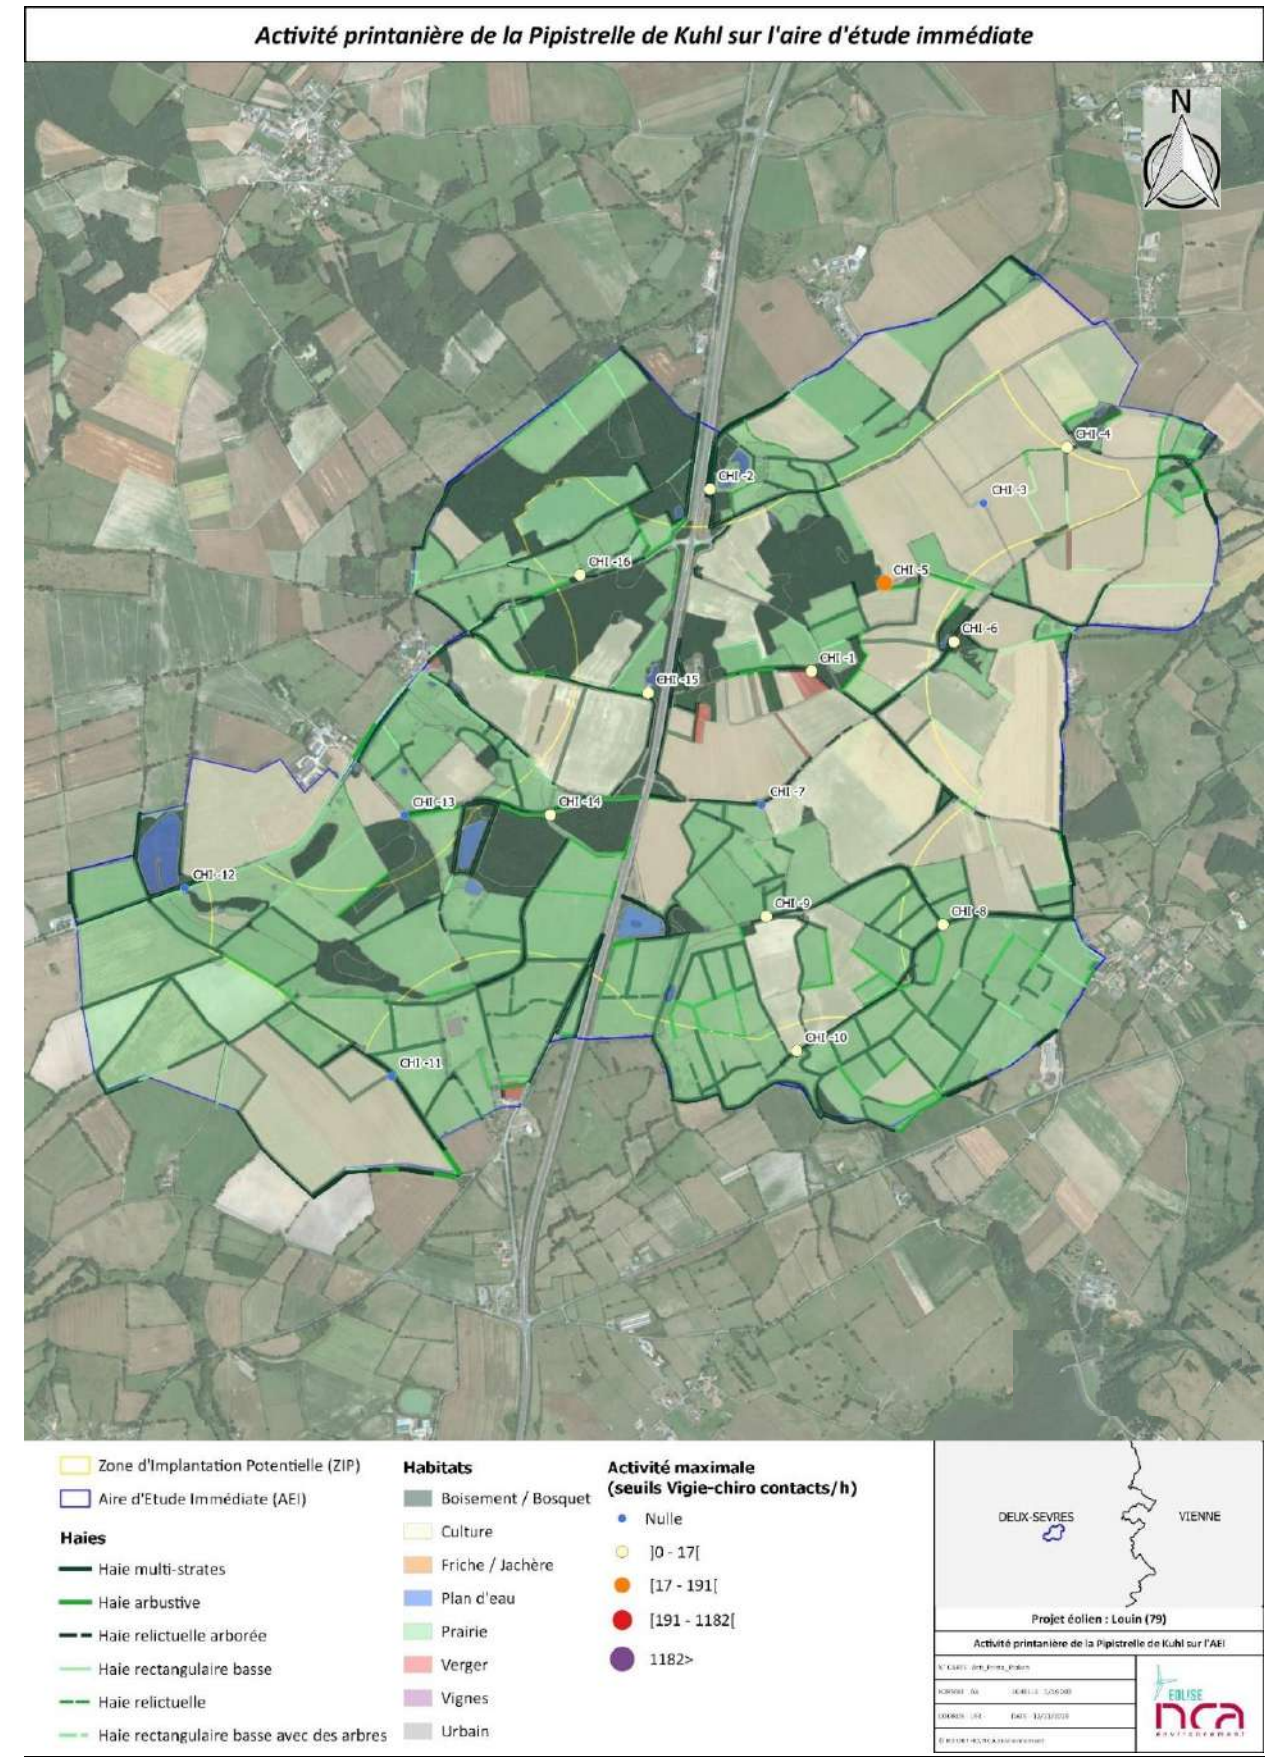 Activité printanière de la Pipistrelle de Kuhl sur l'aire d'étude immédiate
N
CHI -4
CHI -2
CHI -3
CHI -16
CHI -5
CHI -6
CHI -1
CHI -15
CHI -7
CHI -13
CHI -14
CHI -12
CHI -9
CHI -8
CHI -10
CHI -11
Zone d'Implantation Potentielle (ZIP)
Aire d'Etude Immédiate (AEI)
Haies
Haie multi-strates
Haie arbustive
Haie relictuelle arborée
Haie rectangulaire basse
Haie relictuelle
Haie rectangulaire basse avec des arbres
Habitats
Boisement / Bosquet
Culture
Friche / Jachère
Plan d'eau
Prairie
Verger
Vignes
Urbain
Activité maximale
(seuils Vigie-chiro contacts/h)
Nulle
]0 - 17[
[17 - 191[
[191 - 1182[
1182>
DEUX-SEVRES
VIENNE
Projet éolien : Louin (79)
Activité printanière de la Pipistrelle de Kuhl sur l'AEI
EOLISE
nca
environnement